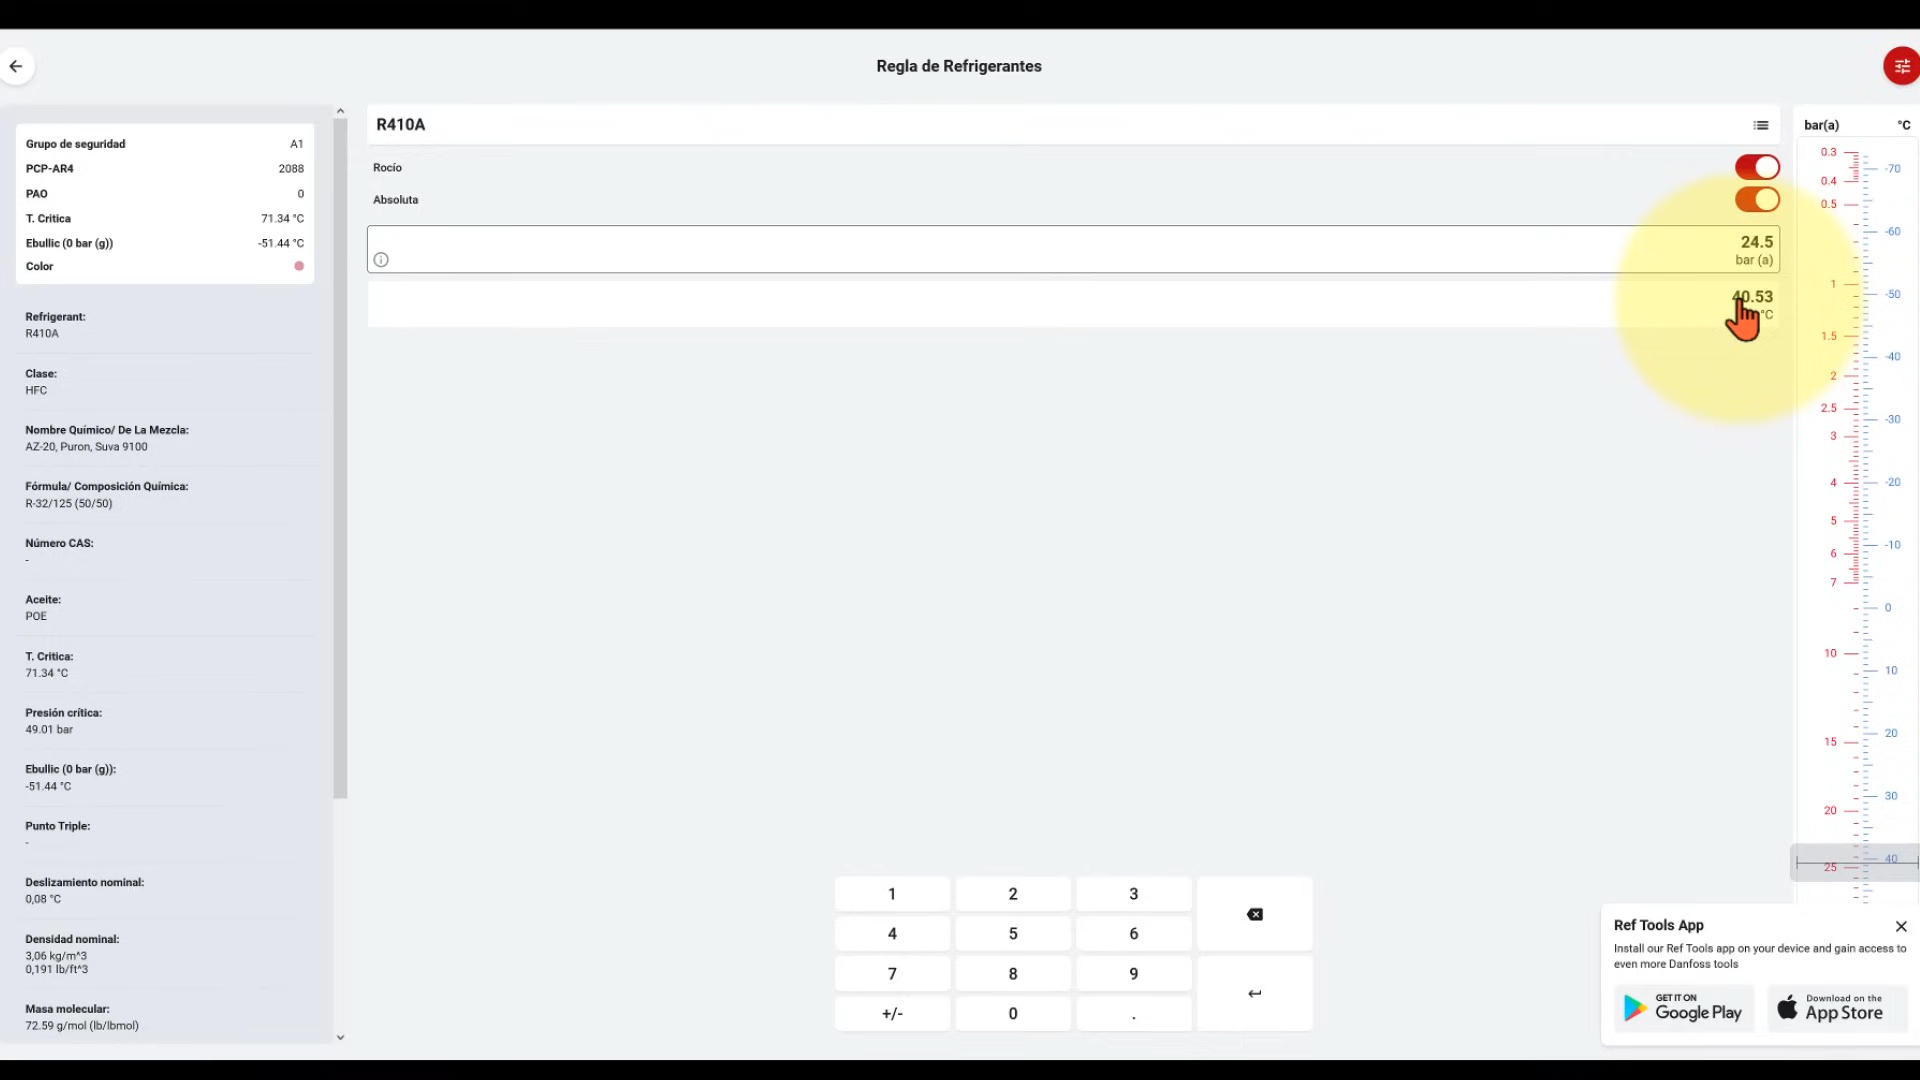 Regla de Refrigerantes
Grupo de seguridad A1
PCP-AR4 2088
PAO 0
T. Critica 71.34 °C
Ebullic (0 bar (g)) -51.44 °C
Color
Refrigerant:
R410A
Clase:
HFC
Nombre Químico/ De La Mezcla:
AZ-20, Puron, Suva 9100
Fórmula/ Composición Química:
R-32/125 (50/50)
Número CAS:
-
Aceite:
POE
T. Critica:
71.34 °C
Presión crítica:
49.01 bar
Ebullic (0 bar (g)):
-51.44 °C
Punto Triple:
-
Deslizamiento nominal:
0,08 °C
Densidad nominal:
3,06 kg/m^3
0,191 lb/ft^3
Masa molecular:
72.59 g/mol (lb/lbmol)
R410A
Rocío
Absoluta
24.5
bar (a)
40.53
°C
1 2 3
4 5 6
7 8 9
+/- 0 .
bar(a) °C
0.3
-70
0.4
0.5
-60
1
-50
1.5
-40
2
2.5
-30
3
4 -20
5
-10
6
7
0
10
10
20
15
30
20
40
25
Ref Tools App
Install our Ref Tools app on your device and gain access to
even more Danfoss tools
GET IT ON
Google Play
Download on the
App Store